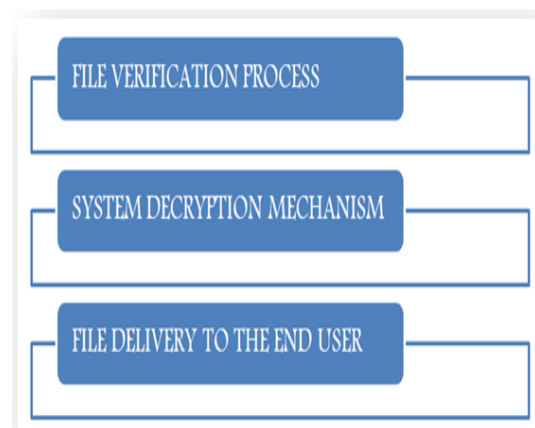 FILE VERIFICATION PROCESS
SYSTEM DECRYPTION MECHANISM
FILE DELIVERY TO THE END USER